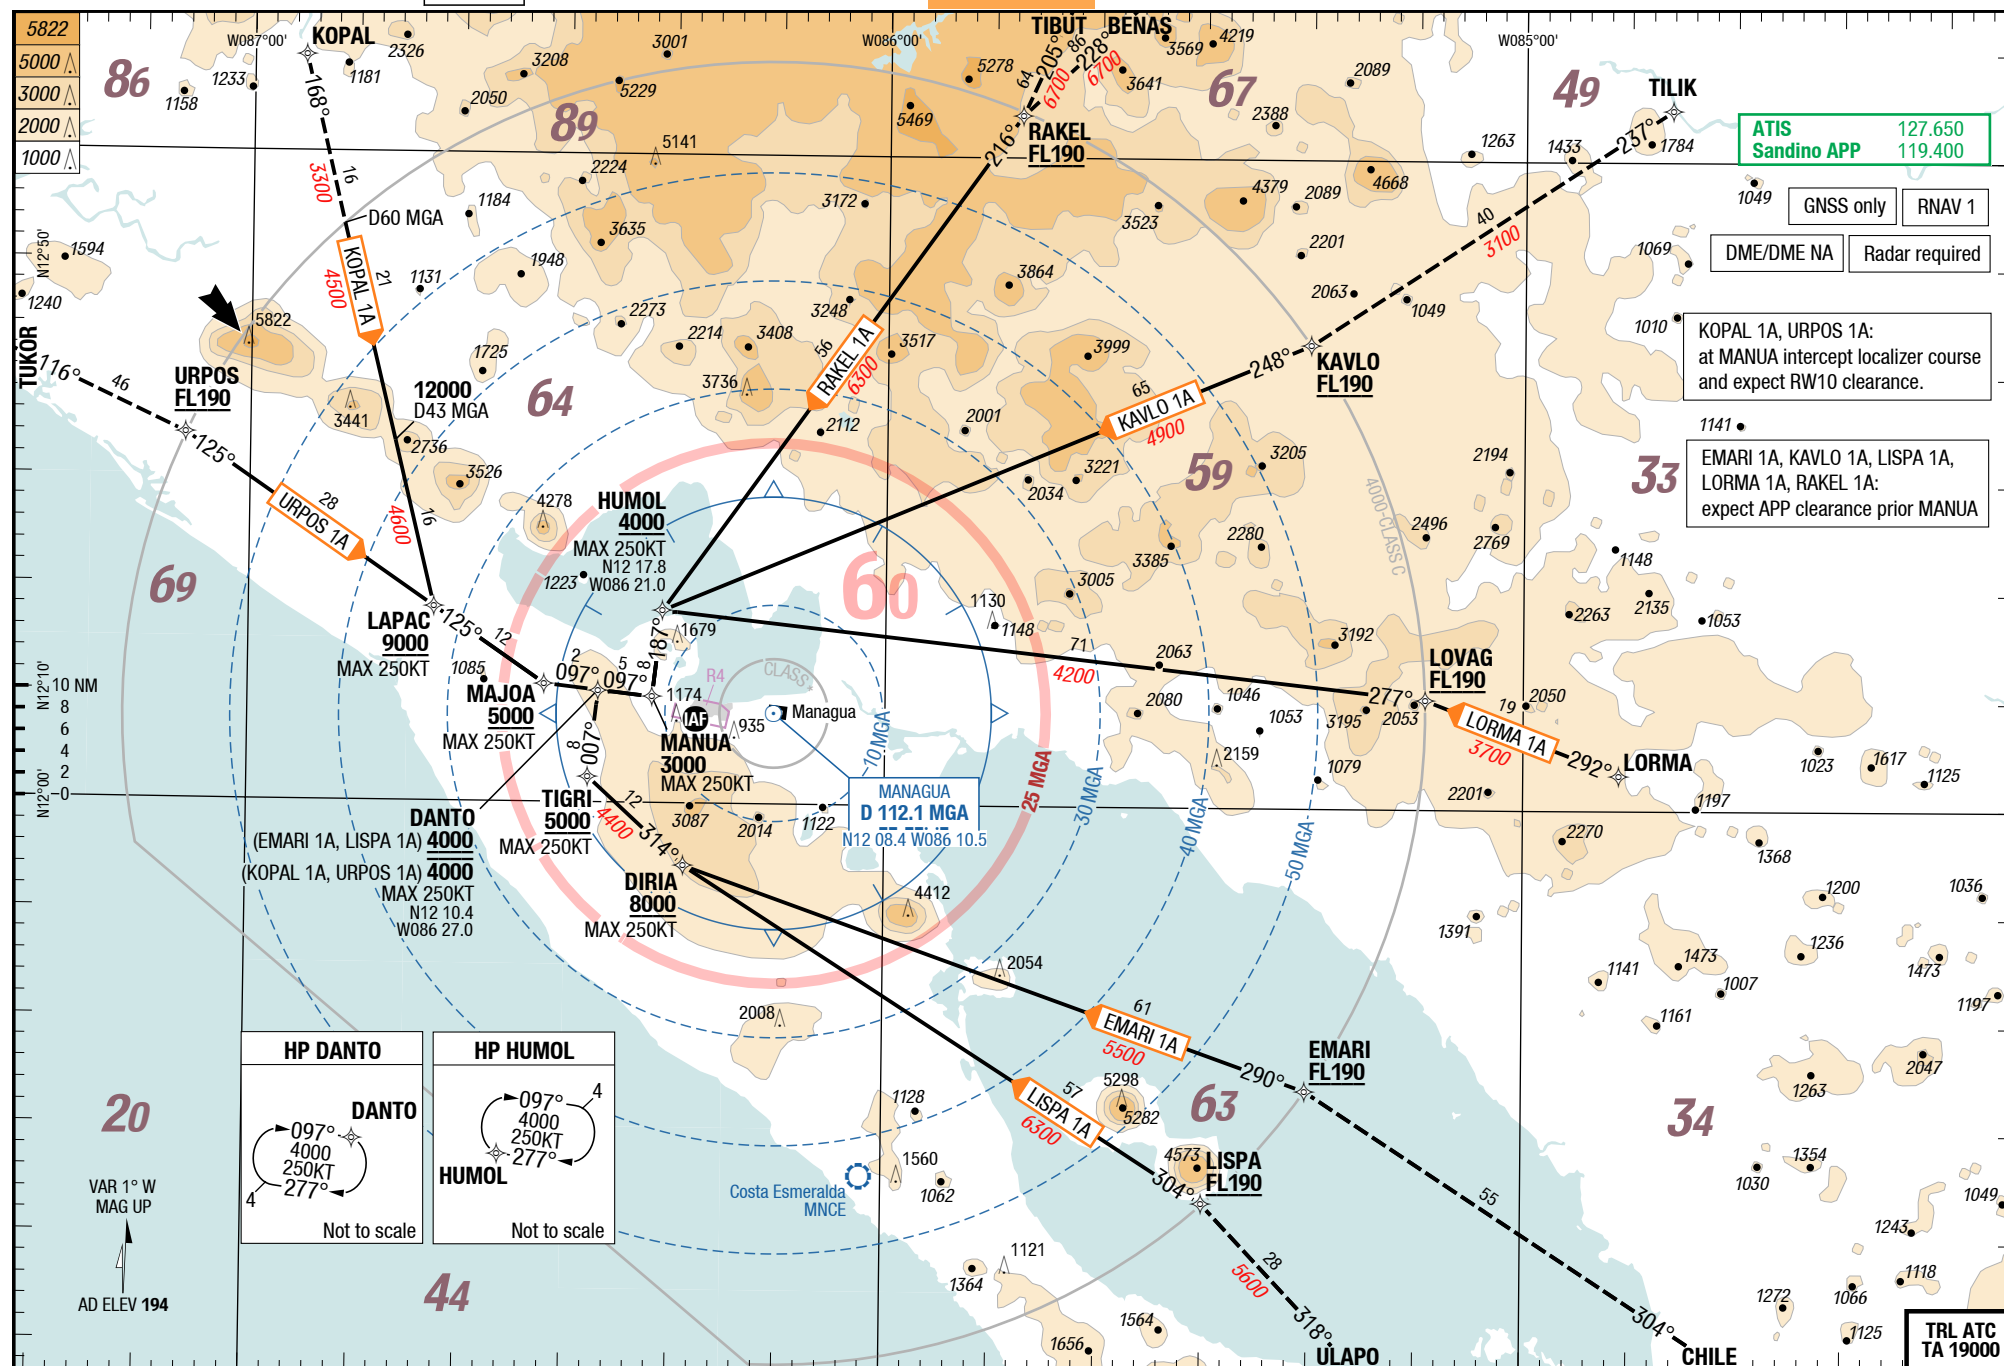 5822
5000
3000
2000
1000
W087°00'
W086°00'
W085°00'
KOPAL
168°
16
3300
D60 MGA
KOPAL 1A
21
4500
12000
D43 MGA
16
4600
86
89
67
49
64
59
33
69
60
63
20
44
34
TIBUT
BENAS
64
205°
6700
86
228°
6700
RAKEL
FL190
216°
56
RAKEL 1A
6300
TILIK
237°
40
3100
KAVLO
FL190
248°
65
KAVLO 1A
4900
ATIS 127.650
Sandino APP 119.400
GNSS only
RNAV 1
DME/DME NA
Radar required
KOPAL 1A, URPOS 1A:
at MANUA intercept localizer course
and expect RW10 clearance.
EMARI 1A, KAVLO 1A, LISPA 1A,
LORMA 1A, RAKEL 1A:
expect APP clearance prior MANUA
TUKOR
116°
46
URPOS
FL190
125°
28
URPOS 1A
LAPAC
9000
MAX 250KT
125°
12
MAJOA
5000
MAX 250KT
2
097°
5
097°
HUMOL
4000
MAX 250KT
N12 17.8
W086 21.0
187°
8
IAF
MANUA
3000
MAX 250KT
R4
CLASS
Managua
MANAGUA
D 112.1 MGA
N12 08.4 W086 10.5
10 MGA
25 MGA
30 MGA
40 MGA
50 MGA
4000-CLASS C
71
4200
277°
LOVAG
FL190
19
LORMA 1A
3700
292°
LORMA
DANTO
(EMARI 1A, LISPA 1A) 4000
(KOPAL 1A, URPOS 1A) 4000
MAX 250KT
N12 10.4
W086 27.0
8
007°
TIGRI
5000
MAX 250KT
12
4400
314°
DIRIA
8000
MAX 250KT
61
EMARI 1A
5500
290°
EMARI
FL190
55
304°
CHILE
57
LISPA 1A
6300
304°
LISPA
FL190
28
5600
318°
ULAPO
Costa Esmeralda
MNCE
HP DANTO
DANTO
097°
4000
250KT
277°
4
Not to scale
HP HUMOL
097°
4
4000
250KT
277°
HUMOL
Not to scale
VAR 1° W
MAG UP
AD ELEV 194
TRL ATC
TA 19000
N12°50'
N12°10'
N12°00'
10 NM
8
6
4
2
0
2326
1181
1233
1158
3208
3001
5229
2050
5141
2224
5278
5469
3569
4219
3641
2089
2388
1263
1433
1784
1049
1594
1240
1184
3635
1948
1131
3172
3523
4379
2089
4668
2201
1069
5822
2273
2214
3408
3248
3864
3517
2063
1049
1010
3441
1725
3736
3999
2736
3526
2112
2001
1141
4278
2034
3221
3205
2194
1223
3385
2280
2496
2769
1148
3005
2263
2135
1053
1679
1130
1148
3192
1085
1174
935
2063
2080
1046
1053
3195
2053
2050
2159
1079
2201
1023
1617
1125
1197
3087
2014
1122
2270
1368
4412
1391
1200
1036
2054
1141
1473
1236
1473
1007
1197
2008
1161
5298
5282
1263
2047
1128
4573
1560
1062
1030
1354
1049
1243
1364
1121
1118
1066
1272
1125
1564
1656